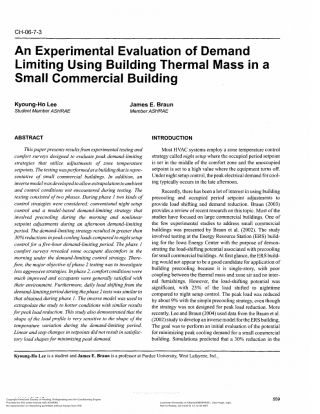 CH-06-7-3
An Experimental Evaluation of Demand
Limiting Using Building Thermal Mass in a
Small Commercial Building
Kyoung-Ho Lee
Student Member ASHRAE
James E. Braun
Member ASHRAE
ABSTRACT
This paper presents results from experimental testing and
comfort surveys designed to evaluate peak demand-limiting
strategies that utilize adjustments of zone temperature
setpoints. The testing was performed at a building that is repre-
sentative of small commercial buildings. In addition, an
inverse model was developed to allow extrapolation to ambient
and control conditions not encountered during testing. The
testing consisted of two phases. During phase 1 two kinds of
control strategies were considered: conventional night setup
control and a model-based demand-limiting strategy that
involved precooling during the morning and nonlinear
setpoint adjustments during an afternoon demand-limiting
period. The demand-limiting strategy resulted in greater than
30% reductions in peak cooling loads compared to night setup
control for a five-hour demand-limiting period. The phase 1
comfort surveys revealed some occupant discomfort in the
morning under the demand-limiting control strategy. There-
fore, the major objective of phase 2 testing was to investigate
less aggressive strategies. In phase 2, comfort conditions were
much improved and occupants were generally satisfied with
their environment. Furthermore, daily load shifting from the
demand-limiting period during the phase 2 tests was similar to
that obtained during phase 1. The inverse model was used to
extrapolate the study to hotter conditions with similar results
for peak load reduction. This study also demonstrated that the
shape of the load profile is very sensitive to the shape of the
temperature variation during the demand-limiting period.
Linear and step changes in setpoints did not result in satisfac-
tory load shapes for minimizing peak demand.
INTRODUCTION
Most HVAC systems employ a zone temperature control
strategy called night setup where the occupied period setpoint
is set in the middle of the comfort zone and the unoccupied
setpoint is set to a high value where the equipment turns off.
Under night setup control, the peak electrical demand for cool-
ing typically occurs in the late afternoon.
Recently, there has been a lot of interest in using building
precooling and occupied period setpoint adjustments to
provide load shifting and demand reduction. Braun (2003)
provides a review of recent research on this topic. Most of the
studies have focused on large commercial buildings. One of
the few experimental studies to address small commercial
buildings was presented by Braun et al. (2002). The study
involved testing at the Energy Resource Station (ERS) build-
ing for the Iowa Energy Center with the purpose of demon-
strating the load-shifting potential associated with precooling
for small commercial buildings. At first glance, the ERS build-
ing would not appear to be a good candidate for application of
building precooling because it is single-story, with poor
coupling between the thermal mass and zone air and no inter-
nal furnishings. However, the load-shifting potential was
significant, with 25% of the load shifted to nighttime
compared to night setup control. The peak load was reduced
by about 9% with the simple precooling strategy, even though
the strategy was not designed for peak load reduction. More
recently, Lee and Braun (2004) used data from the Braun et al.
(2002) study to develop an inverse model for the ERS building.
The goal was to perform an initial evaluation of the potential
for minimizing peak cooling demand for a small commercial
building. Simulations predicted that a 30% reduction in the
Kyoung-Ho Lee is a student and James E. Braun is a professor at Purdue University, West Lafayette, Ind.,
559